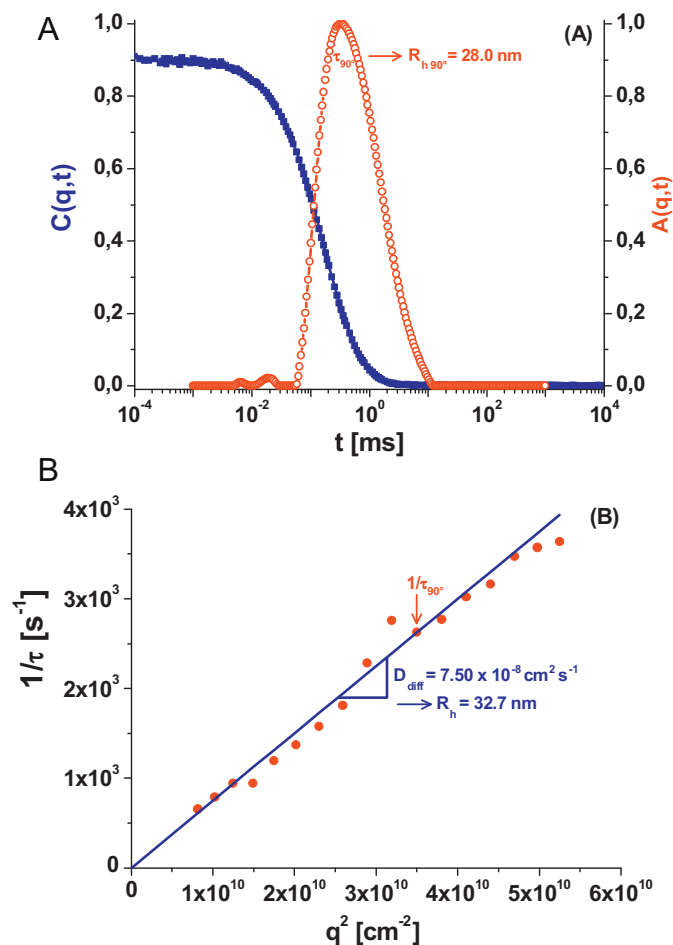 A
(A)
1,0
0,8
0,6
0,4
0,2
0,0
C(q,t)
τ90° → Rh 90° = 28.0 nm
1,0
0,8
0,6
0,4
0,2
0,0
A(q,t)
10⁻⁴ 10⁻² 10⁰ 10² 10⁴
t [ms]
B
(B)
4x10³
3x10³
2x10³
1x10³
0
1/τ [s⁻¹]
1/τ90°
Ddiff = 7.50 x 10⁻⁸ cm² s⁻¹
→ Rh = 32.7 nm
0 1x10¹⁰ 2x10¹⁰ 3x10¹⁰ 4x10¹⁰ 5x10¹⁰ 6x10¹⁰
q² [cm⁻²]